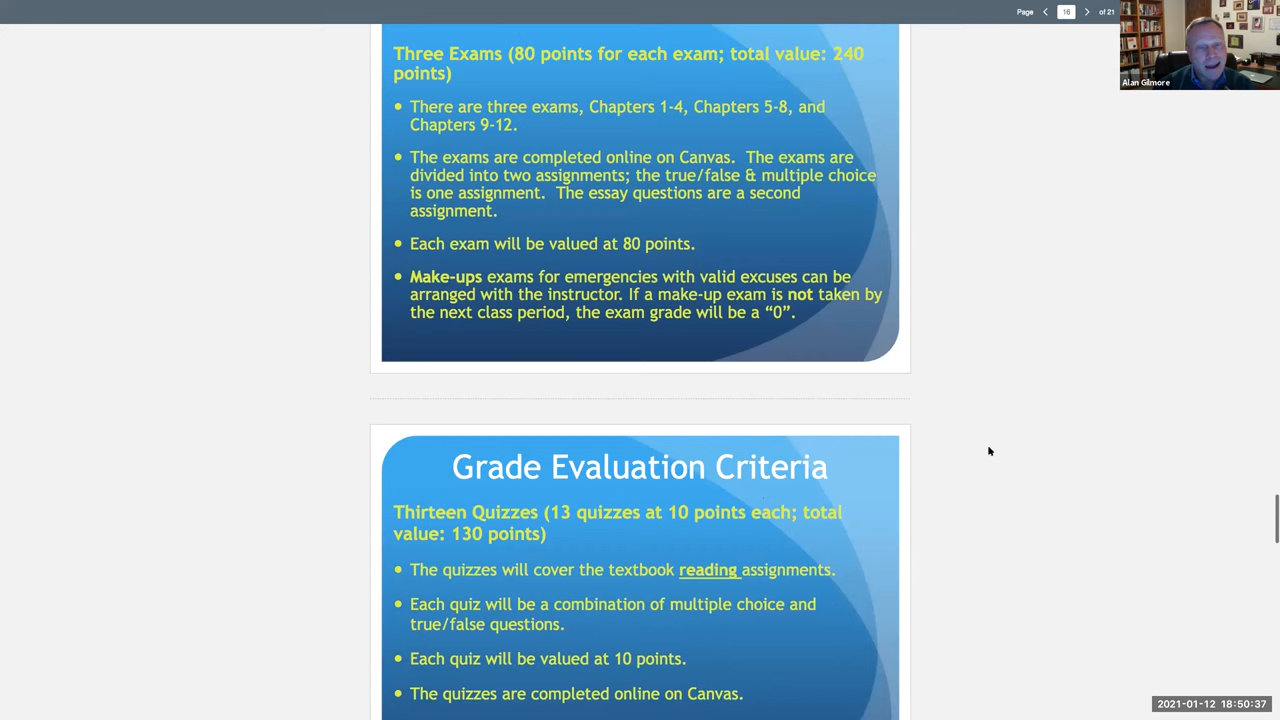 Page 16 of 21
Alan Gilmore
Three Exams (80 points for each exam; total value: 240
points)
• There are three exams, Chapters 1-4, Chapters 5-8, and
Chapters 9-12.
• The exams are completed online on Canvas.  The exams are
divided into two assignments; the true/false & multiple choice
is one assignment.  The essay questions are a second
assignment.
• Each exam will be valued at 80 points.
• Make-ups exams for emergencies with valid excuses can be
arranged with the instructor. If a make-up exam is not taken by
the next class period, the exam grade will be a “0”.
Grade Evaluation Criteria
Thirteen Quizzes (13 quizzes at 10 points each; total
value: 130 points)
• The quizzes will cover the textbook reading assignments.
• Each quiz will be a combination of multiple choice and
true/false questions.
• Each quiz will be valued at 10 points.
• The quizzes are completed online on Canvas.
2021-01-12 18:50:37